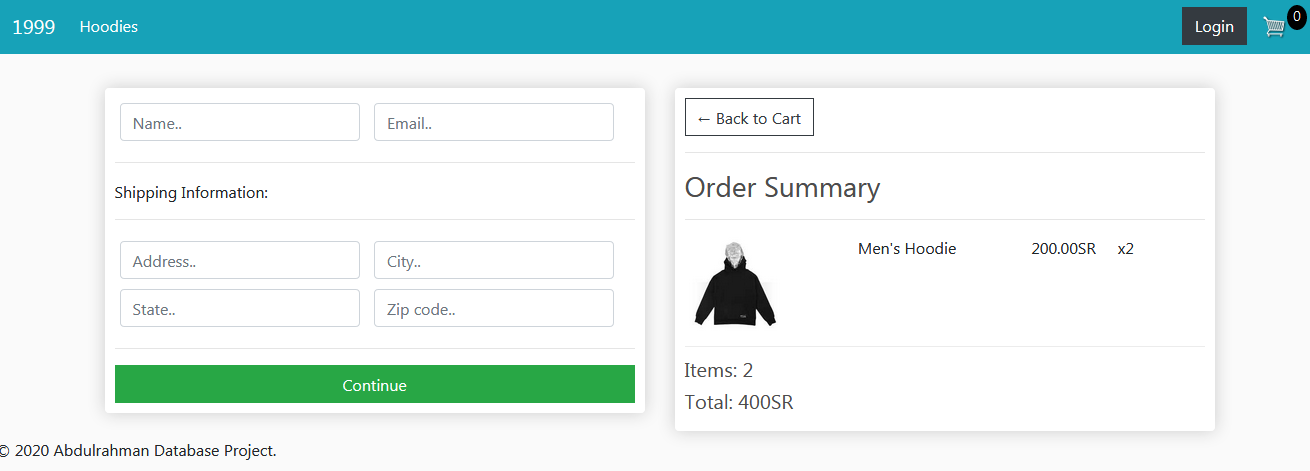 1999 Hoodies Login 0
Name.. Email..
Shipping Information:
Address.. City..
State.. Zip code..
Continue
← Back to Cart
Order Summary
Men's Hoodie 200.00SR x2
Items: 2
Total: 400SR
© 2020 Abdulrahman Database Project.